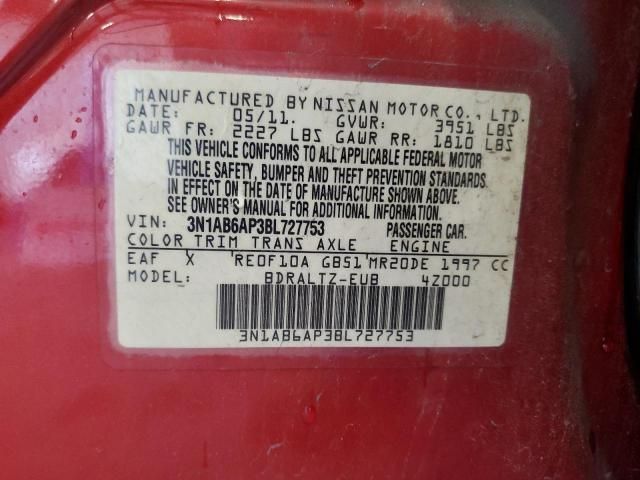 MANUFACTURED BY NISSAN MOTOR CO., LTD.
DATE: 05/11. GVWR: 3951 LBS
GAWR FR: 2227 LBS GAWR RR: 1810 LBS
THIS VEHICLE CONFORMS TO ALL APPLICABLE FEDERAL MOTOR
VEHICLE SAFETY, BUMPER AND THEFT PREVENTION STANDARDS
IN EFFECT ON THE DATE OF MANUFACTURE SHOWN ABOVE.
SEE OWNER'S MANUAL FOR ADDITIONAL INFORMATION.
VIN: 3N1AB6AP3BL727753 PASSENGER CAR.
COLOR TRIM TRANS AXLE ENGINE
EAF X RE0F10A GB51 MR20DE 1997 CC
MODEL: BDRALTZ-EUB 4Z000
3N1AB6AP3BL727753